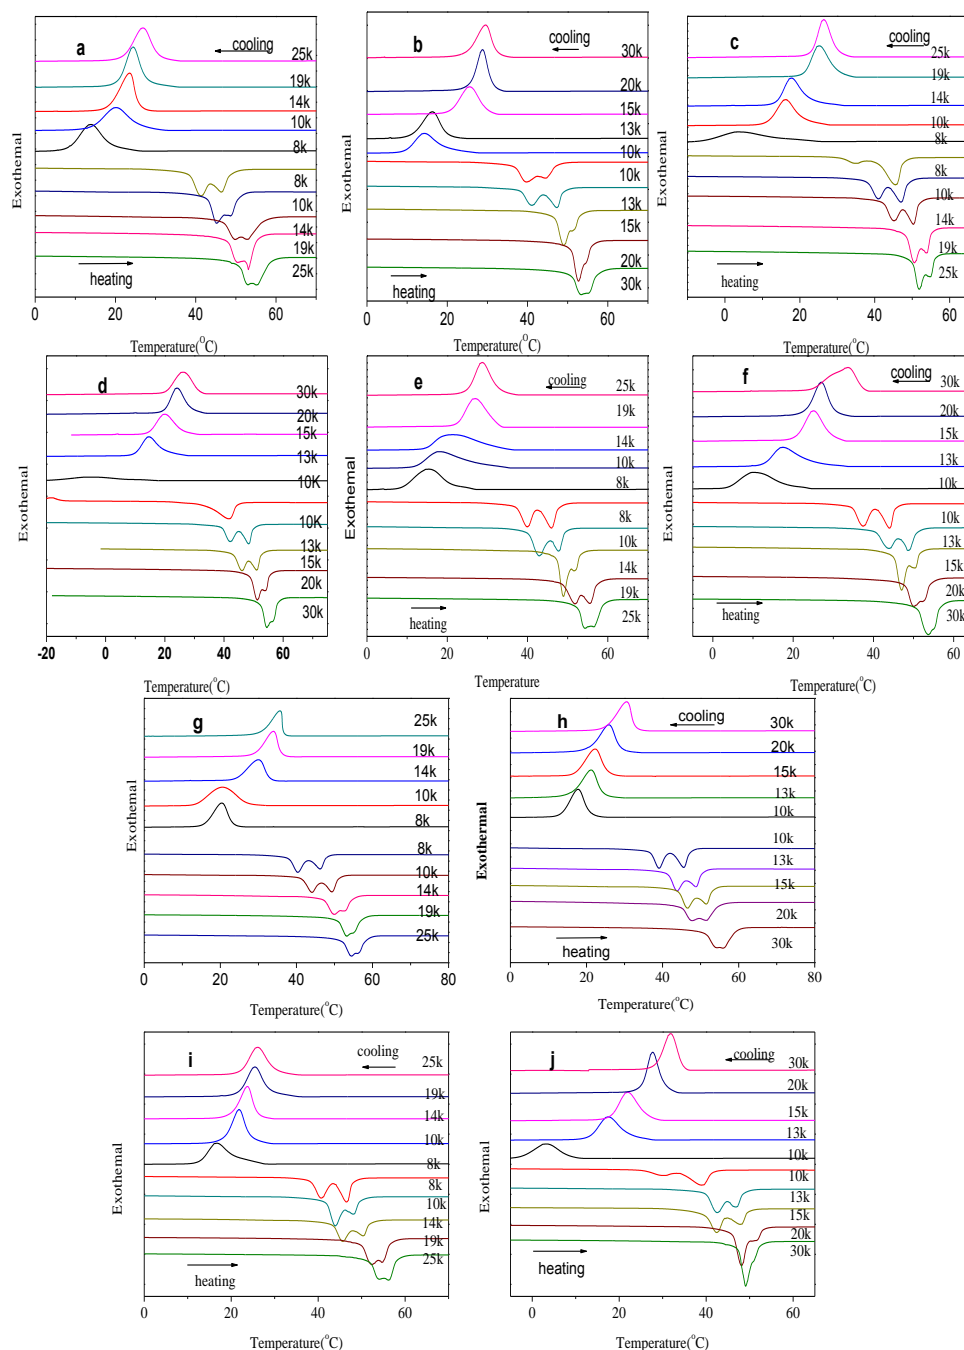 a
cooling
25k
19k
14k
10k
8k
8k
10k
14k
19k
25k
heating
Exothemal
0 20 40 60
Temperature(°C)
b
cooling
30k
20k
15k
13k
10k
10k
13k
15k
20k
30k
heating
Exothemal
0 20 40 60
Temperature(°C)
c
cooling
25k
19k
14k
10k
8k
8k
10k
14k
19k
25k
heating
Exothemal
0 20 40 60
Temperature(°C)
d
30k
20k
15k
13k
10K
10K
13k
15k
20k
30k
heating
Exothemal
-20 0 20 40 60
Temperature(°C)
e
cooling
25k
19k
14k
10k
8k
8k
10k
14k
19k
25k
heating
Exothemal
0 20 40 60
Temperature
f
cooling
30k
20k
15k
13k
10k
10k
13k
15k
20k
30k
heating
Exothemal
0 20 40 60
Temperature(°C)
g
25k
19k
14k
10k
8k
8k
10k
14k
19k
25k
Exothemal
0 20 40 60 80
Temperature(°C)
h
cooling
30k
20k
15k
13k
10k
10k
13k
15k
20k
30k
heating
Exothermal
0 20 40 60 80
Temperature(°C)
i
cooling
25k
19k
14k
10k
8k
8k
10k
14k
19k
25k
heating
Exothemal
0 20 40 60
Temperature(°C)
j
cooling
30k
20k
15k
13k
10k
10k
13k
15k
20k
30k
heating
Exothemal
0 20 40 60
Temperature(°C)